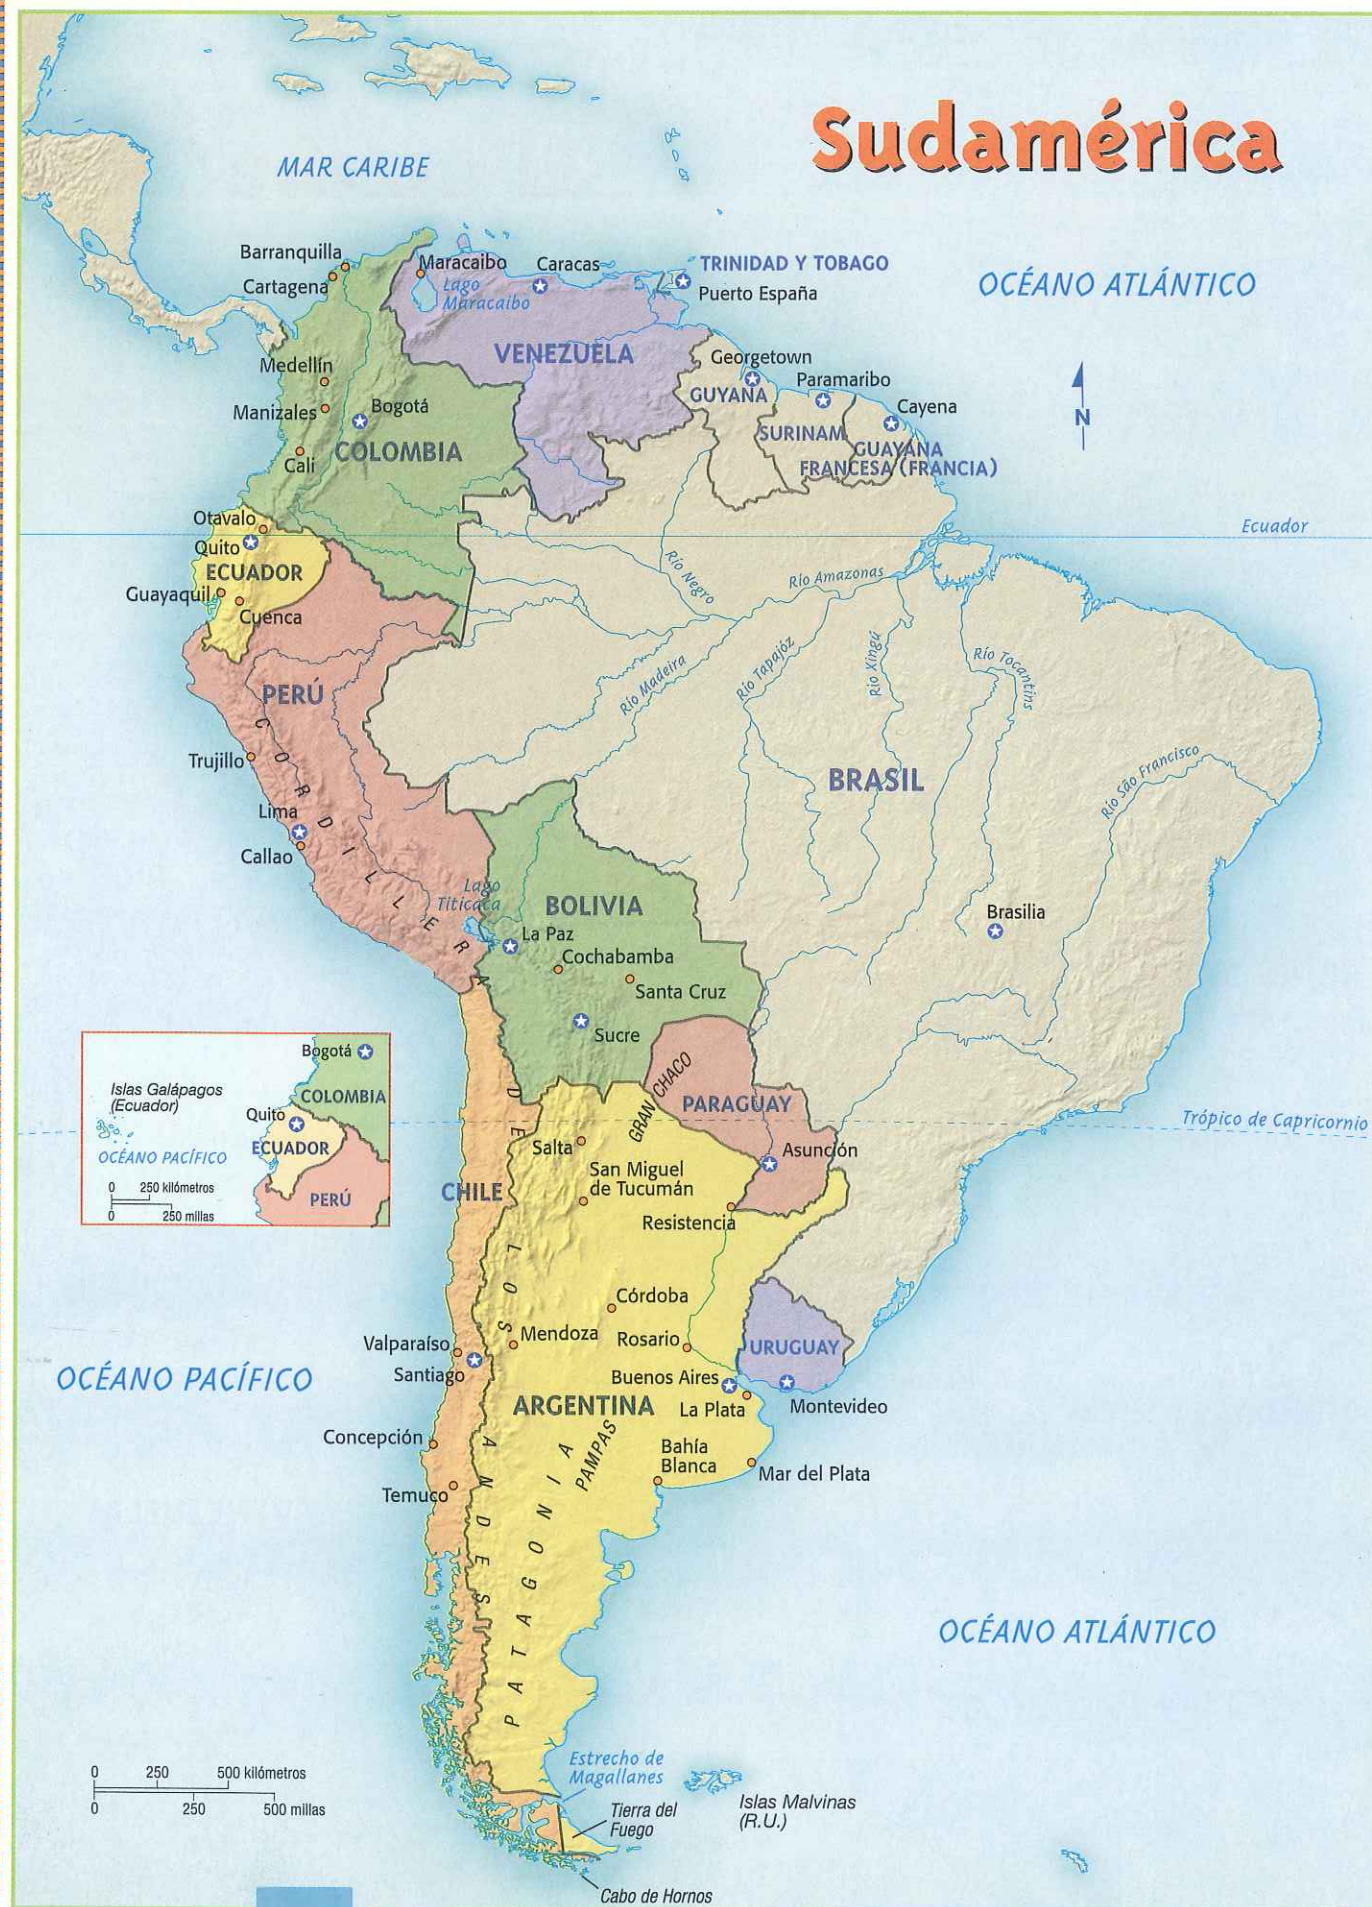 Sudamérica
MAR CARIBE
Barranquilla
Cartagena
Maracaibo
Caracas
Lago
Maracaibo
TRINIDAD Y TOBAGO
Puerto España
OCÉANO ATLÁNTICO
VENEZUELA
Medellín
Manizales
Bogotá
COLOMBIA
Cali
Georgetown
GUYANA
Paramaribo
SURINAM
Cayena
GUAYANA
FRANCESA (FRANCIA)
N
Otavalo
Quito
ECUADOR
Guayaquil
Cuenca
Ecuador
Río Negro
Río Amazonas
Río Madeira
Río Tapajóz
Río Xingú
Río Tocantins
Río São Francisco
PERÚ
Trujillo
Lima
Callao
BRASIL
Brasilia
Lago
Titicaca
BOLIVIA
La Paz
Cochabamba
Santa Cruz
Sucre
CORDILLERA DE LOS ANDES
GRAN CHACO
PARAGUAY
Asunción
Trópico de Capricornio
Bogotá
COLOMBIA
Islas Galápagos
(Ecuador)
Quito
ECUADOR
OCÉANO PACÍFICO
PERÚ
0 250 kilómetros
0 250 millas
Salta
San Miguel
de Tucumán
CHILE
Resistencia
Córdoba
Mendoza
Rosario
URUGUAY
Valparaíso
Santiago
Buenos Aires
La Plata
Montevideo
OCÉANO PACÍFICO
ARGENTINA
Concepción
PAMPAS
Bahía
Blanca
Mar del Plata
Temuco
PATAGONIA
OCÉANO ATLÁNTICO
Estrecho de
Magallanes
Islas Malvinas
(R.U.)
Tierra del
Fuego
Cabo de Hornos
0 250 500 kilómetros
0 250 500 millas